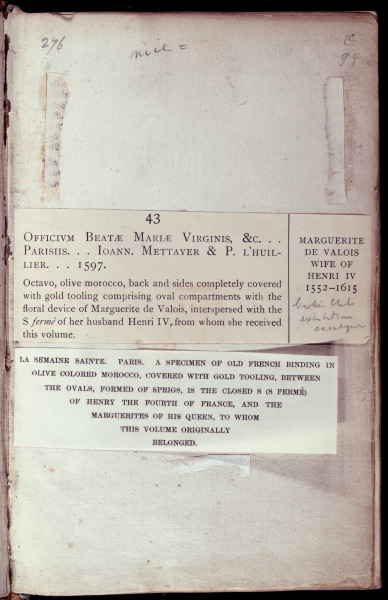 276
nice =
C
99
43
OFFICIVM BEATÆ MARIÆ VIRGINIS, &C. . .
PARISIIS. . . IOANN. METTAYER & P. L'HUIL-
LIER. . . 1597.
Octavo, olive morocco, back and sides completely covered
with gold tooling comprising oval compartments with the
floral device of Marguerite de Valois, interspersed with the
S fermé of her husband Henri IV, from whom she received
this volume.
MARGUERITE
DE VALOIS
WIFE OF
HENRI IV
1552–1615
Club
exhibition
catalogue
LA SEMAINE SAINTE. PARIS. A SPECIMEN OF OLD FRENCH BINDING IN
OLIVE COLORED MOROCCO, COVERED WITH GOLD TOOLING, BETWEEN
THE OVALS, FORMED OF SPRIGS, IS THE CLOSED S (S FERMÉ)
OF HENRY THE FOURTH OF FRANCE, AND THE
MARGUERITES OF HIS QUEEN, TO WHOM
THIS VOLUME ORIGINALLY
BELONGED.